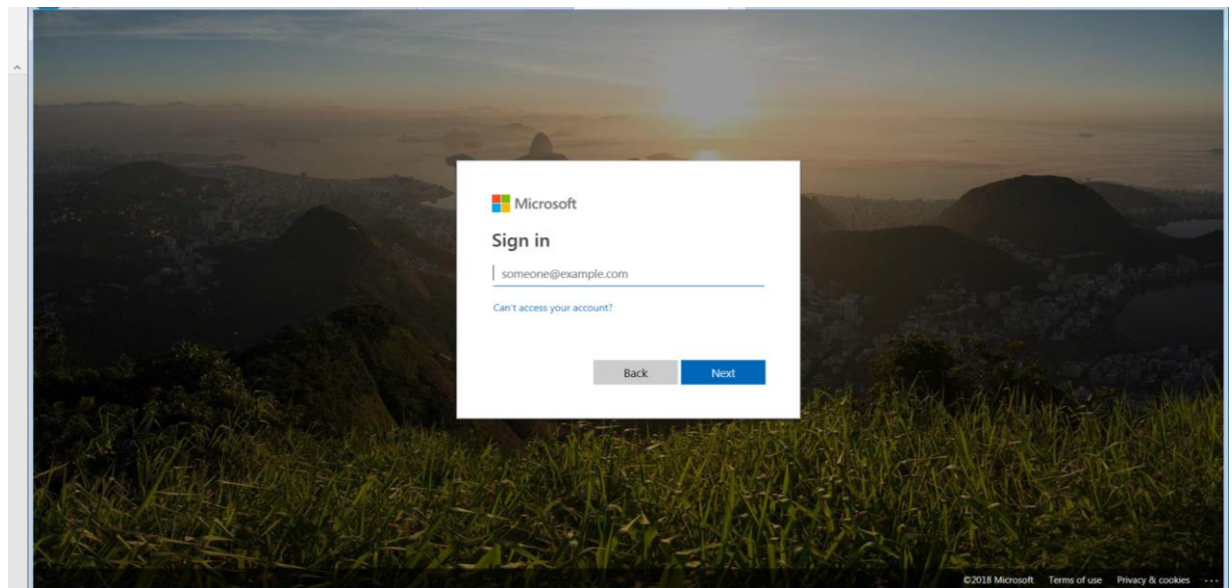 Microsoft
Sign in
someone@example.com
Can't access your account?
Back Next
©2018 Microsoft Terms of use Privacy & cookies ...